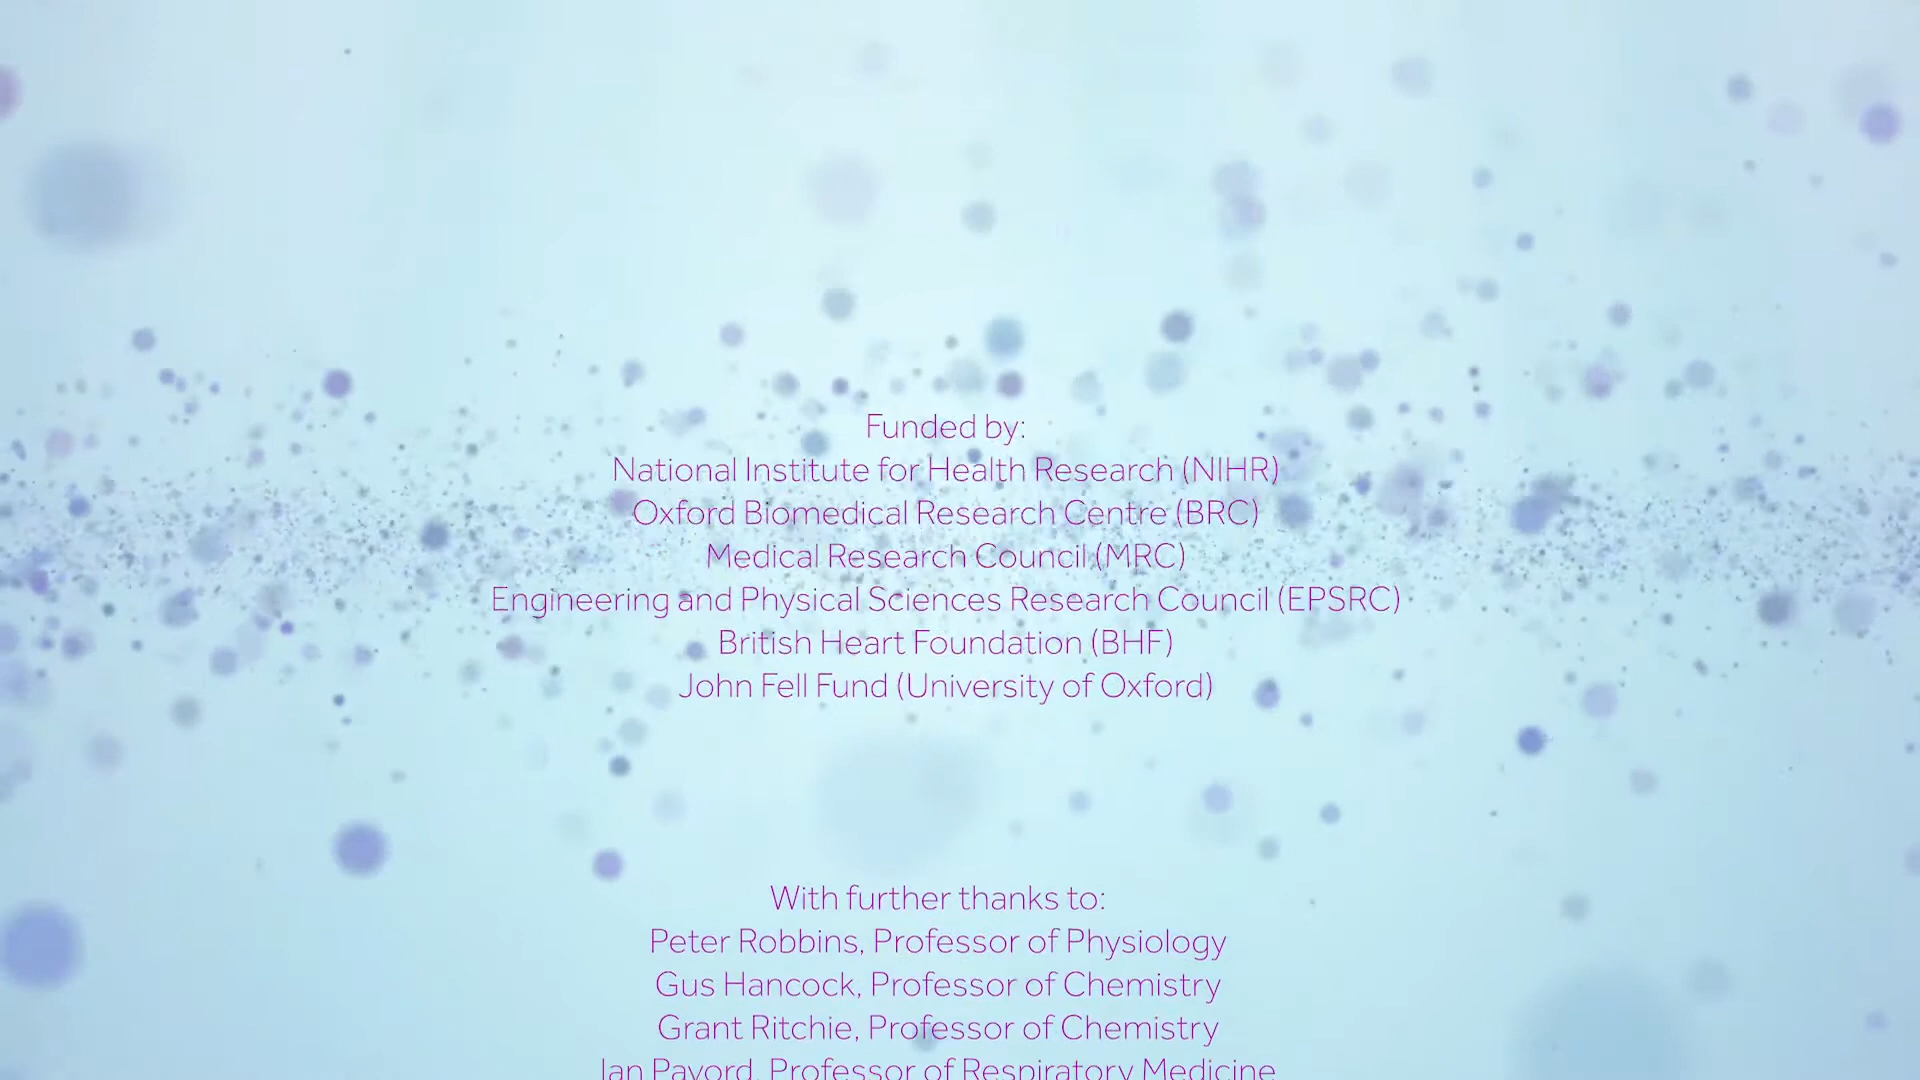 Funded by:
National Institute for Health Research (NIHR)
Oxford Biomedical Research Centre (BRC)
Medical Research Council (MRC)
Engineering and Physical Sciences Research Council (EPSRC)
British Heart Foundation (BHF)
John Fell Fund (University of Oxford)
With further thanks to:
Peter Robbins, Professor of Physiology
Gus Hancock, Professor of Chemistry
Grant Ritchie, Professor of Chemistry
Ian Pavord, Professor of Respiratory Medicine